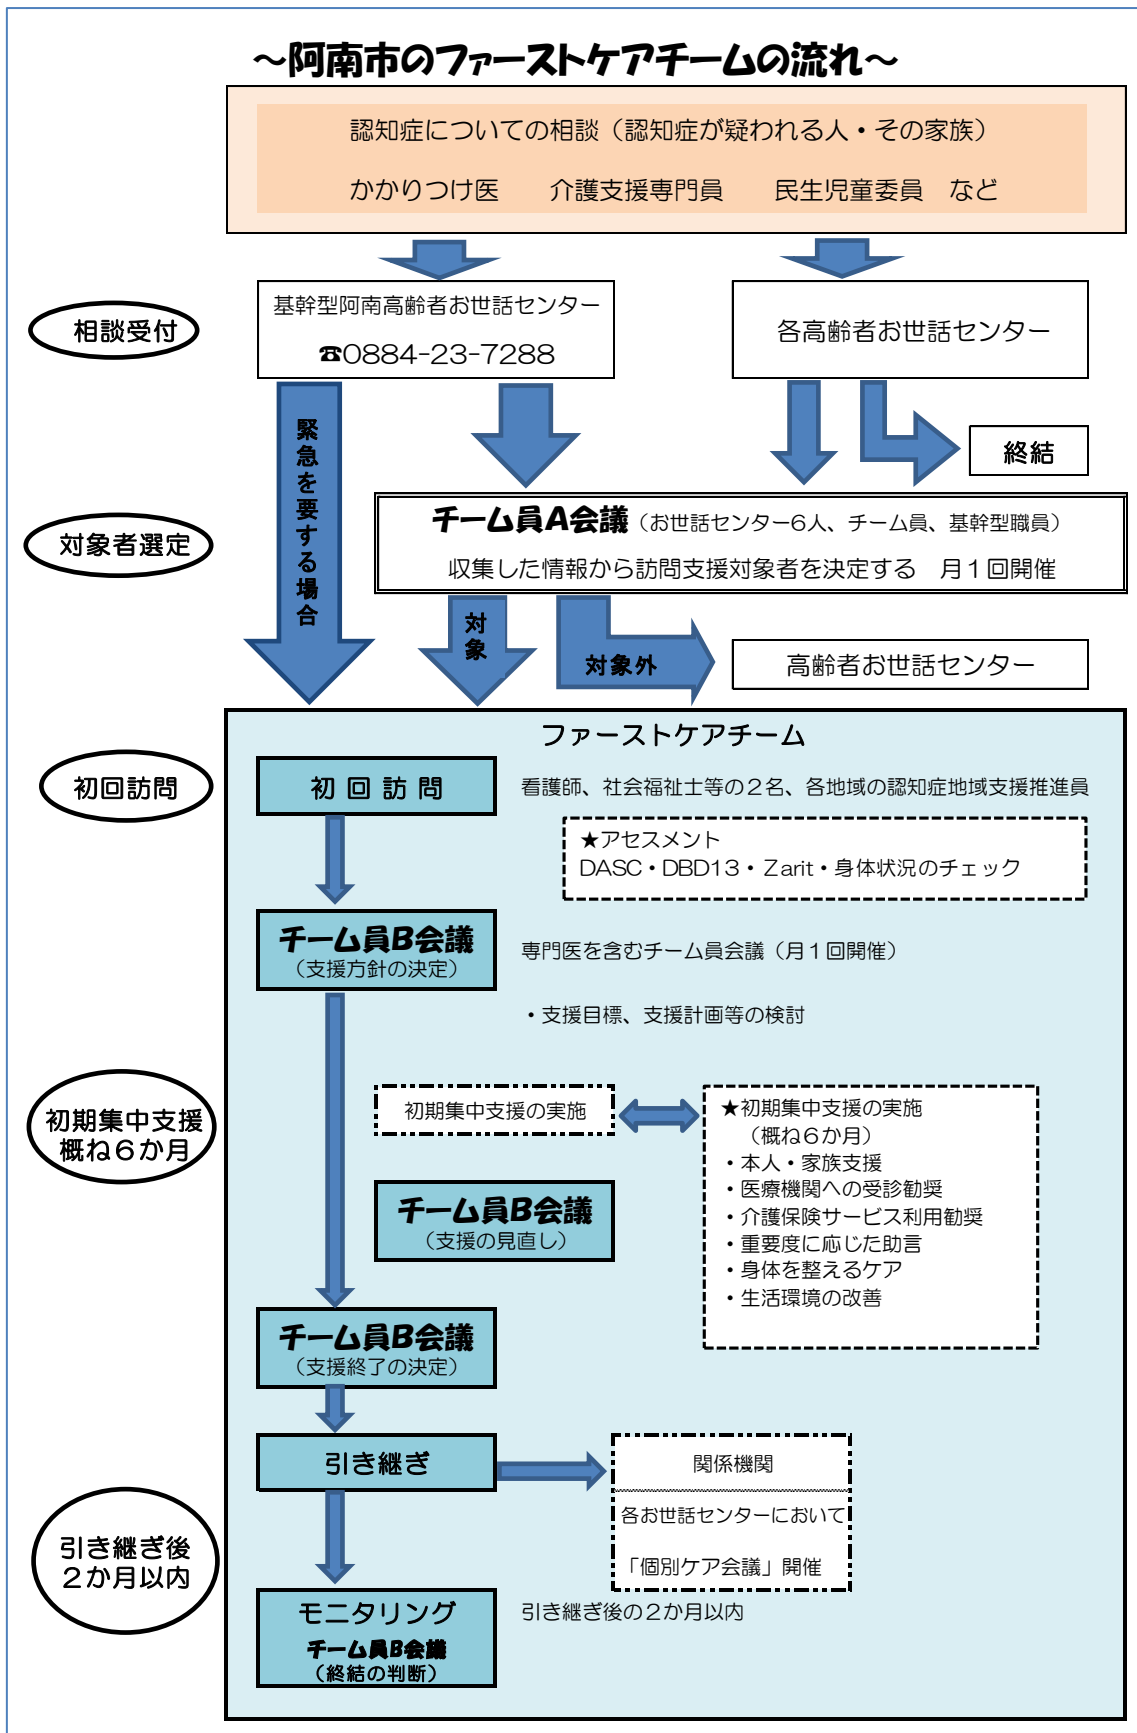 ～阿南市のファーストケアチームの流れ～
認知症についての相談（認知症が疑われる人・その家族）
かかりつけ医　　介護支援専門員　　民生児童委員　など
相談受付
基幹型阿南高齢者お世話センター
☎0884-23-7288
各高齢者お世話センター
緊急を要する場合
終結
対象者選定
チーム員A会議（お世話センター6人、チーム員、基幹型職員）
収集した情報から訪問支援対象者を決定する　月１回開催
対象
対象外
高齢者お世話センター
ファーストケアチーム
初回訪問
初回訪問
看護師、社会福祉士等の２名、各地域の認知症地域支援推進員
★アセスメント
DASC・DBD13・Zarit・身体状況のチェック
チーム員B会議
（支援方針の決定）
専門医を含むチーム員会議（月１回開催）
・支援目標、支援計画等の検討
初期集中支援
概ね６か月
初期集中支援の実施
★初期集中支援の実施
（概ね６か月）
・本人・家族支援
・医療機関への受診勧奨
・介護保険サービス利用勧奨
・重要度に応じた助言
・身体を整えるケア
・生活環境の改善
チーム員B会議
（支援の見直し）
チーム員B会議
（支援終了の決定）
引き継ぎ
関係機関
各お世話センターにおいて
「個別ケア会議」開催
引き継ぎ後
２か月以内
モニタリング
チーム員B会議
（終結の判断）
引き継ぎ後の２か月以内